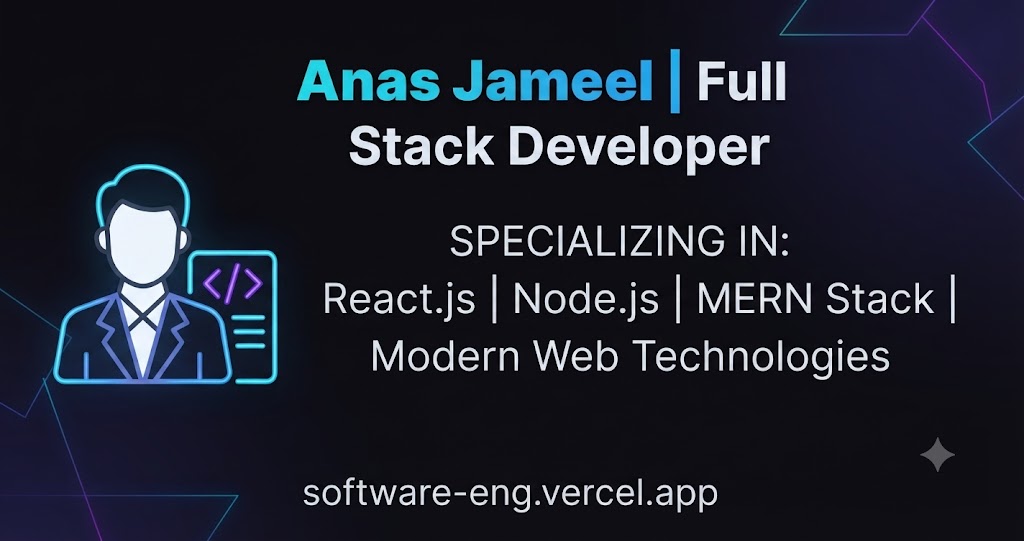 Anas Jameel | Full
Stack Developer
</>
SPECIALIZING IN:
React.js | Node.js | MERN Stack |
Modern Web Technologies
software-eng.vercel.app